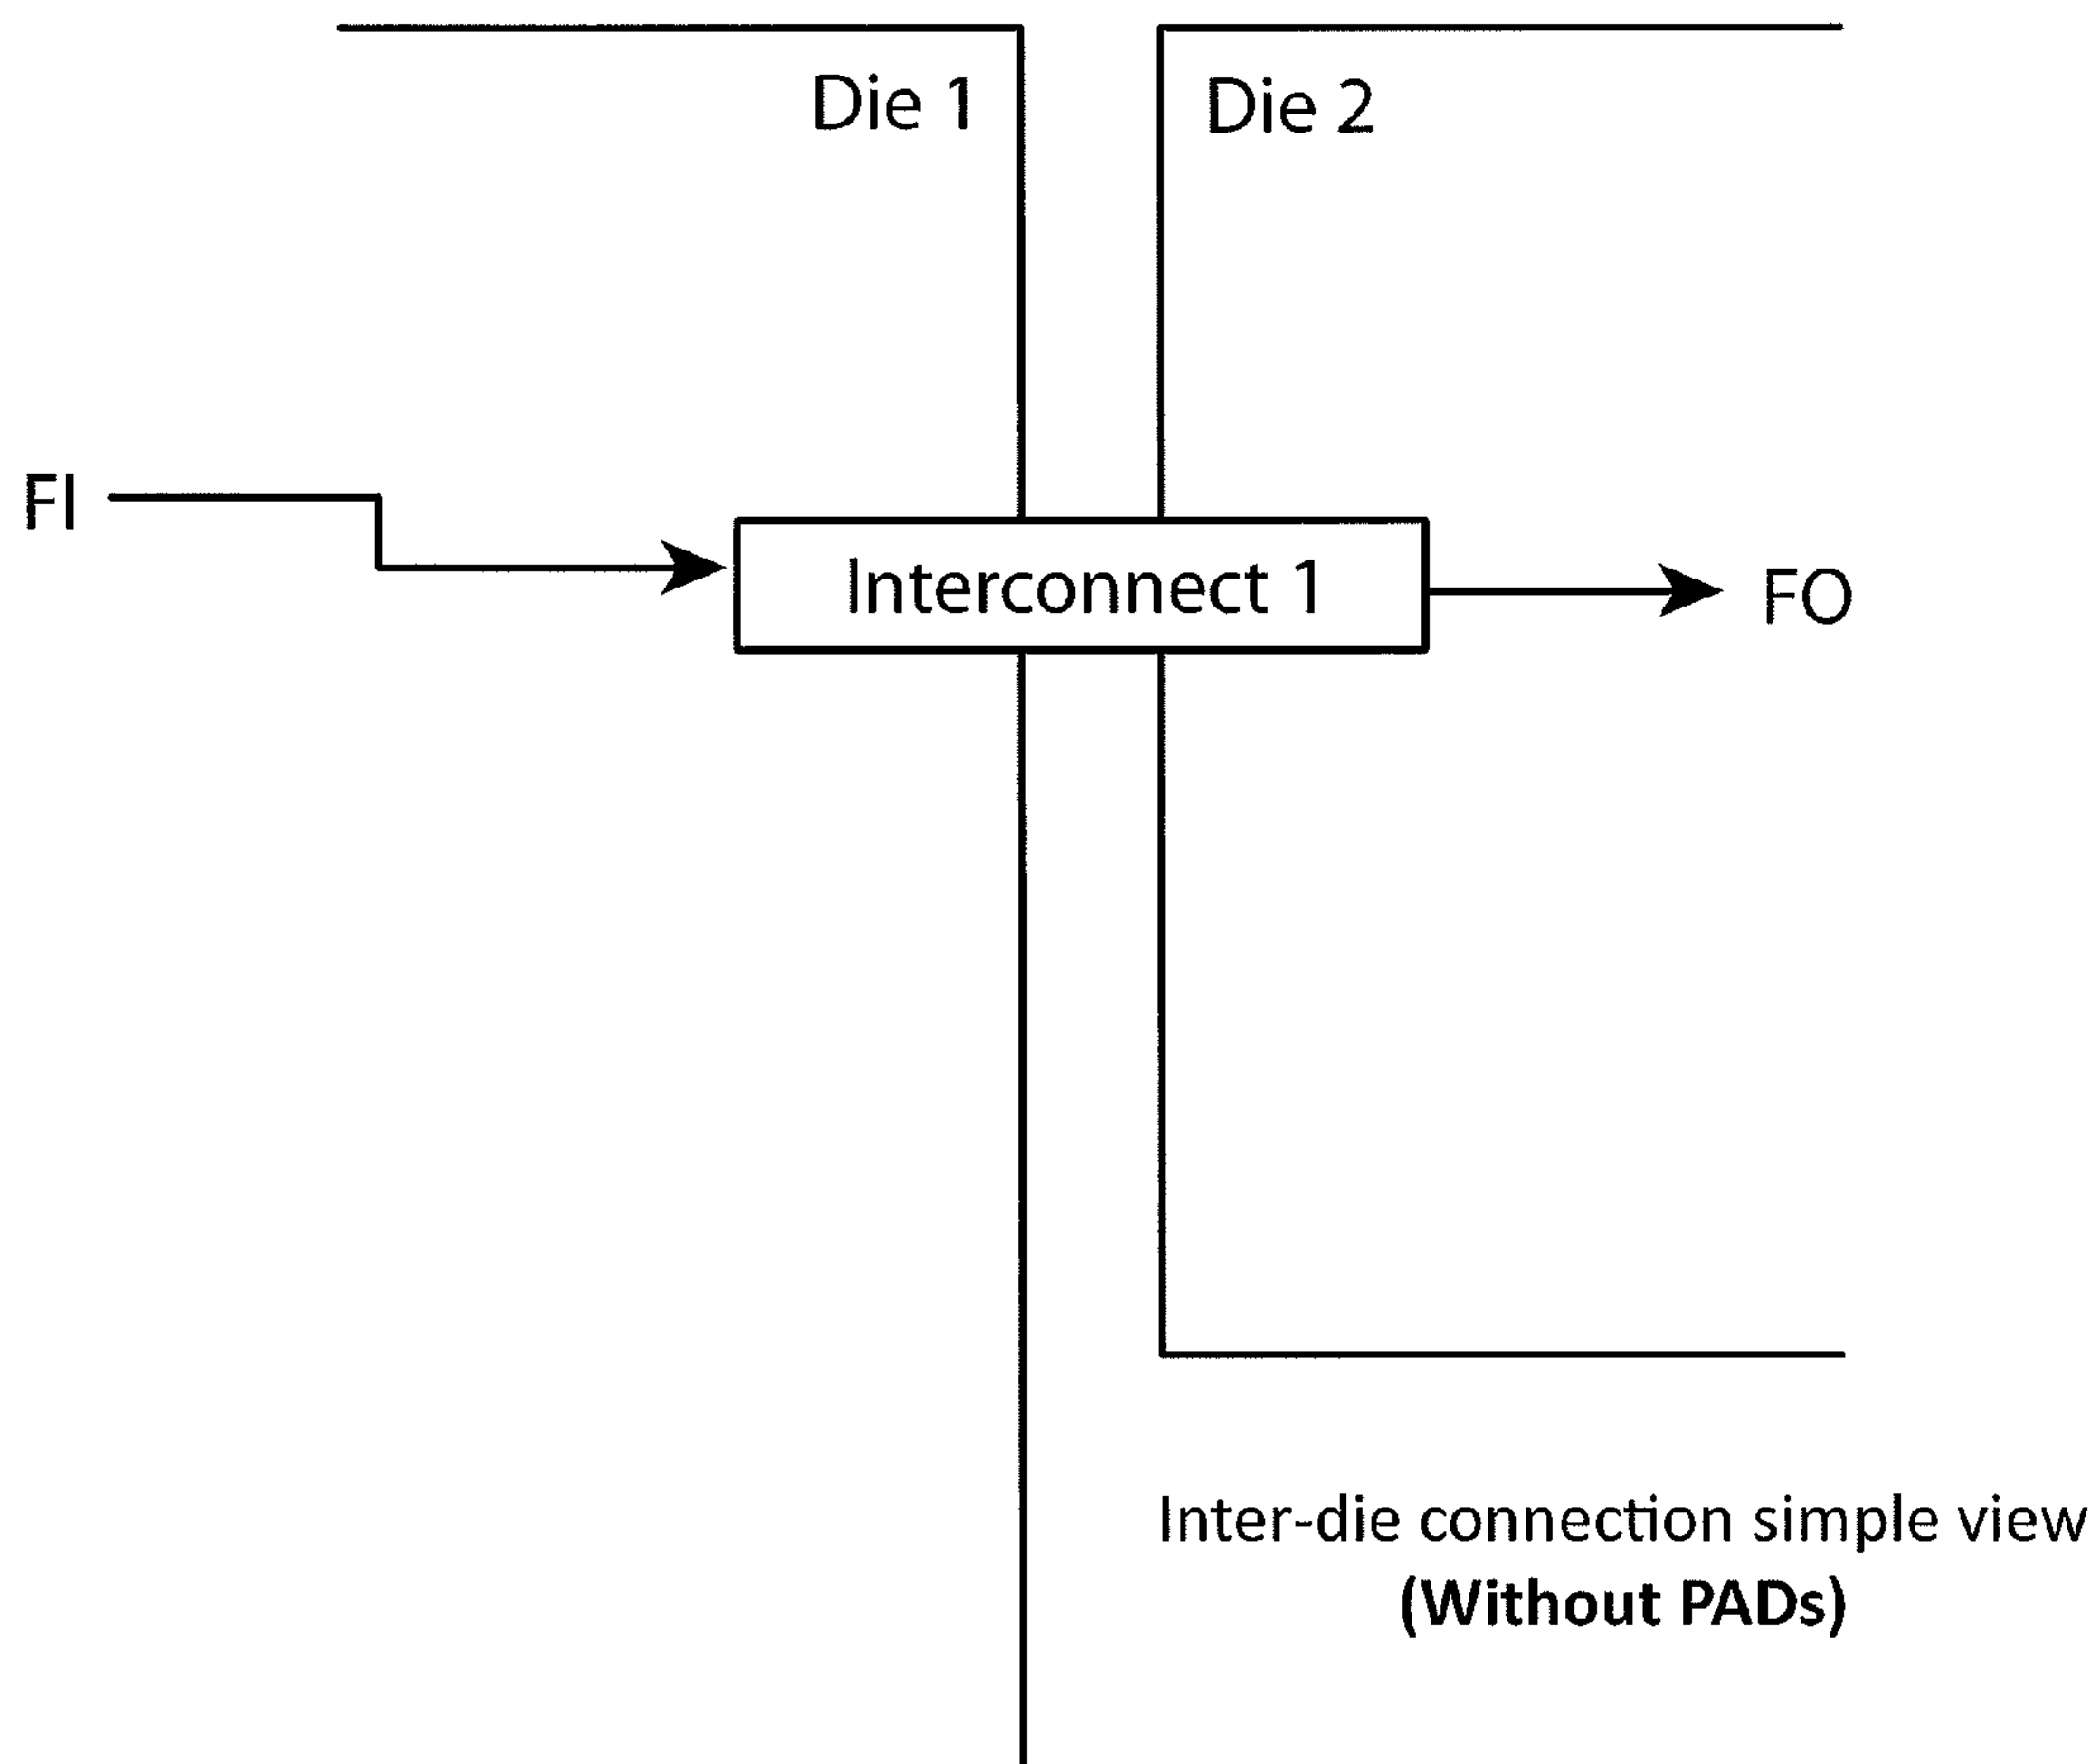 Die 1
Die 2
FI
Interconnect 1
FO
Inter-die connection simple view
(Without PADs)